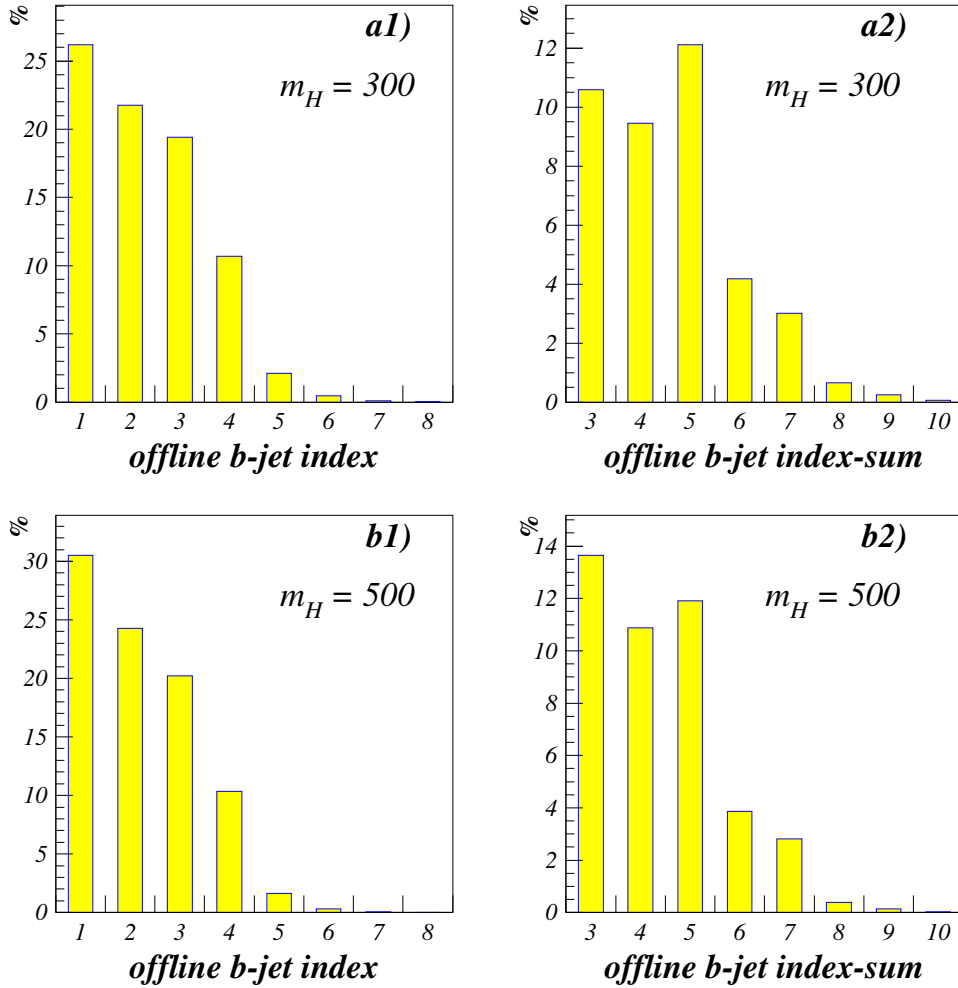 %
a1)
m_H = 300
25
20
15
10
5
0
1 2 3 4 5 6 7 8
offline b-jet index
%
a2)
m_H = 300
12
10
8
6
4
2
0
3 4 5 6 7 8 9 10
offline b-jet index-sum
%
b1)
m_H = 500
30
25
20
15
10
5
0
1 2 3 4 5 6 7 8
offline b-jet index
%
b2)
m_H = 500
14
12
10
8
6
4
2
0
3 4 5 6 7 8 9 10
offline b-jet index-sum